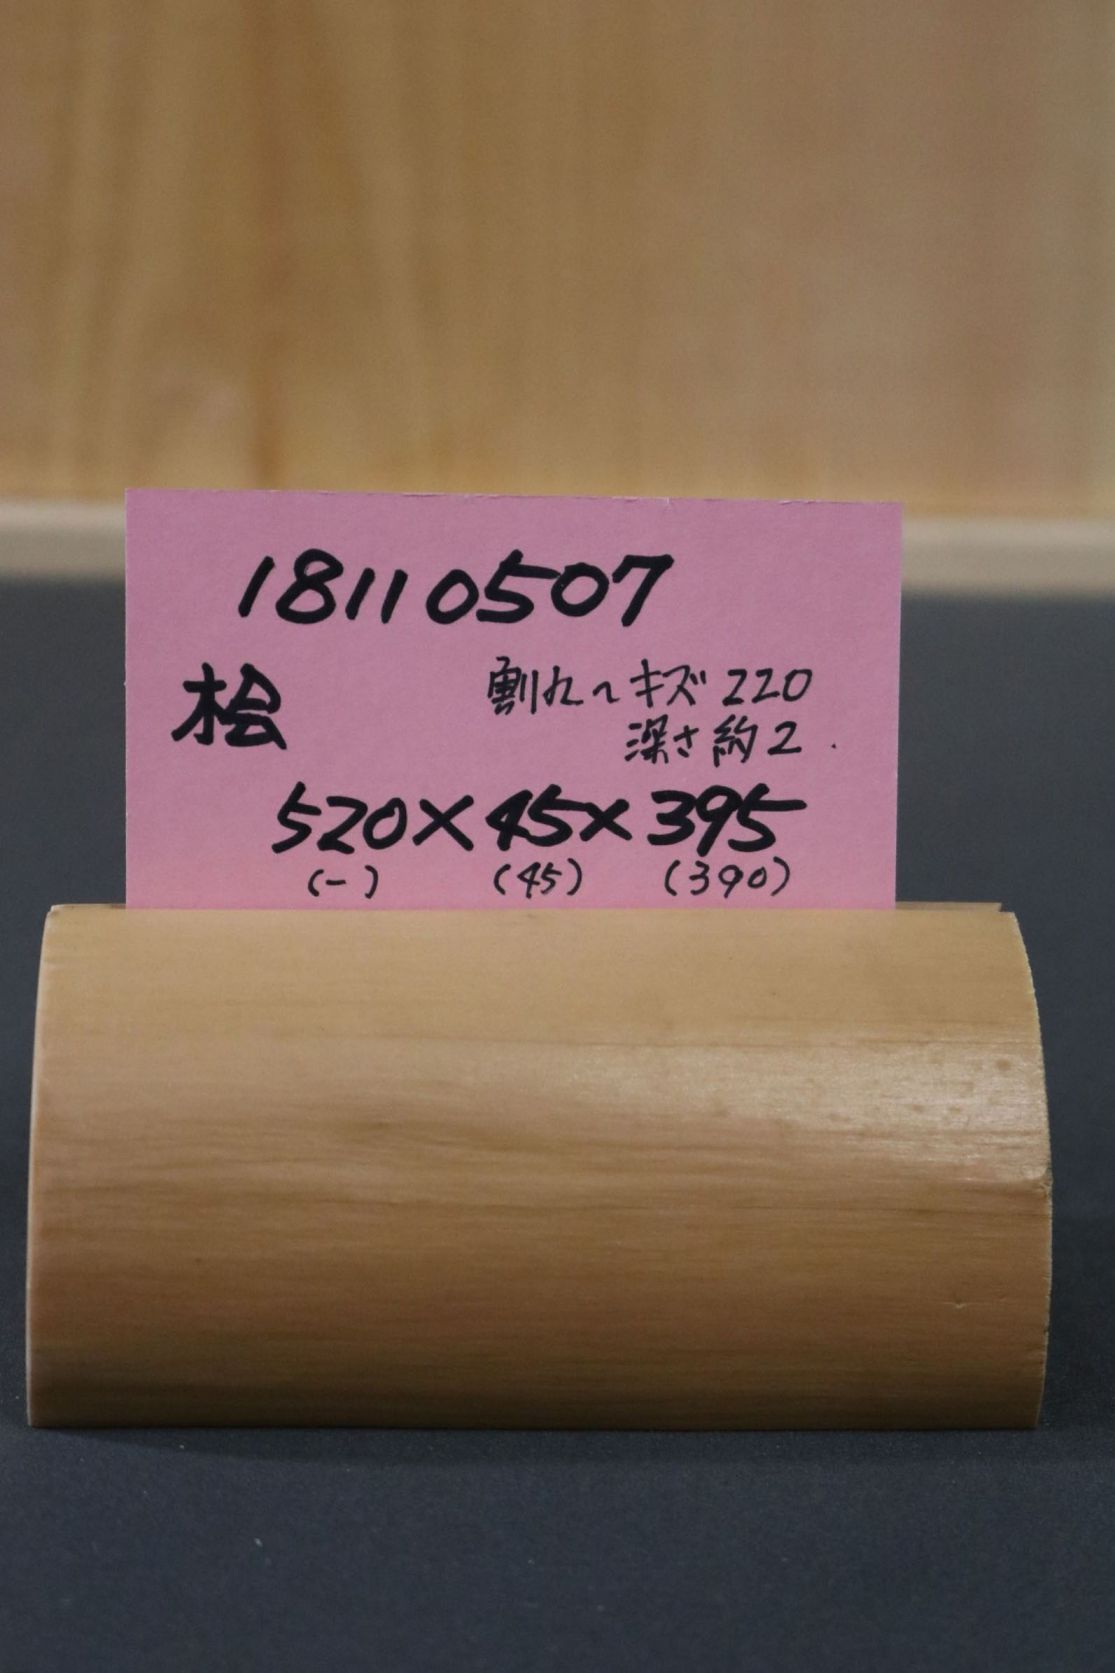 18110507
桧
割れ〜キズ 220
深さ約2.
520×45×395
(-) (45) (390)